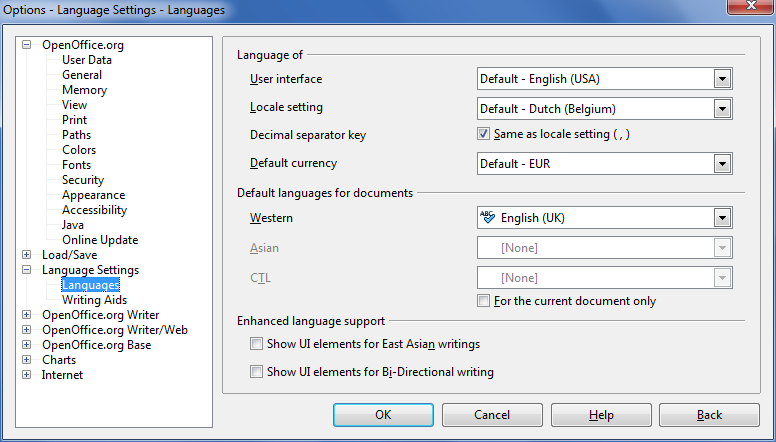 Options - Language Settings - Languages
OpenOffice.org
User Data
General
Memory
View
Print
Paths
Colors
Fonts
Security
Appearance
Accessibility
Java
Online Update
Load/Save
Language Settings
Languages
Writing Aids
OpenOffice.org Writer
OpenOffice.org Writer/Web
OpenOffice.org Base
Charts
Internet
Language of
User interface
Default - English (USA)
Locale setting
Default - Dutch (Belgium)
Decimal separator key
Same as locale setting ( , )
Default currency
Default - EUR
Default languages for documents
Western
ABC English (UK)
Asian
[None]
CTL
[None]
For the current document only
Enhanced language support
Show UI elements for East Asian writings
Show UI elements for Bi-Directional writing
OK
Cancel
Help
Back